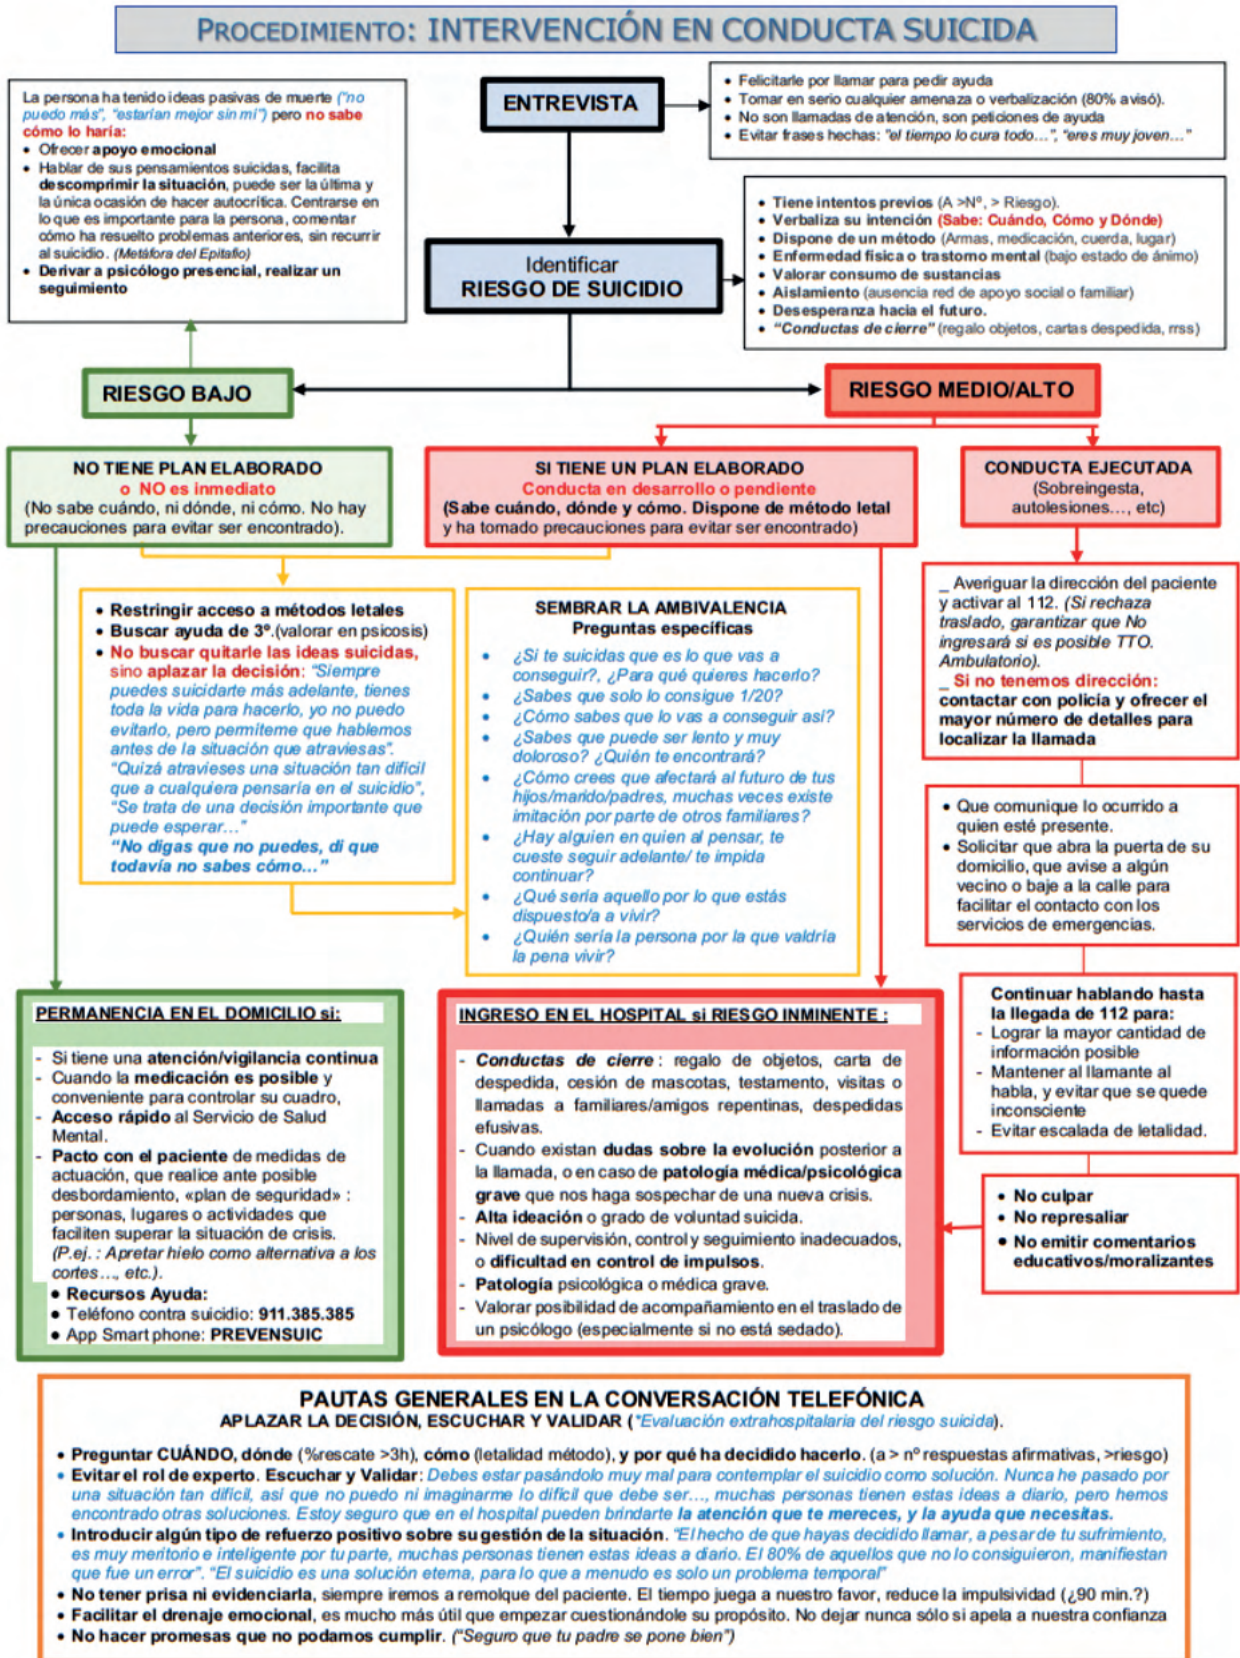 PROCEDIMIENTO: INTERVENCIÓN EN CONDUCTA SUICIDA
La persona ha tenido ideas pasivas de muerte ("no
puedo más", "estarían mejor sin mí") pero no sabe
cómo lo haría:
• Ofrecer apoyo emocional
• Hablar de sus pensamientos suicidas, facilita
descomprimir la situación, puede ser la última y
la única ocasión de hacer autocrítica. Centrarse en
lo que es importante para la persona, comentar
cómo ha resuelto problemas anteriores, sin recurrir
al suicidio. (Metáfora del Epitafio)
• Derivar a psicólogo presencial, realizar un
seguimiento
ENTREVISTA
• Felicitarle por llamar para pedir ayuda
• Tomar en serio cualquier amenaza o verbalización (80% avisó).
• No son llamadas de atención, son peticiones de ayuda
• Evitar frases hechas: "el tiempo lo cura todo…", "eres muy joven…"
Identificar
RIESGO DE SUICIDIO
• Tiene intentos previos (A >Nº, > Riesgo).
• Verbaliza su intención (Sabe: Cuándo, Cómo y Dónde)
• Dispone de un método (Armas, medicación, cuerda, lugar)
• Enfermedad física o trastorno mental (bajo estado de ánimo)
• Valorar consumo de sustancias
• Aislamiento (ausencia red de apoyo social o familiar)
• Desesperanza hacia el futuro.
• "Conductas de cierre" (regalo objetos, cartas despedida, rrss)
RIESGO BAJO
RIESGO MEDIO/ALTO
NO TIENE PLAN ELABORADO
o NO es inmediato
(No sabe cuándo, ni dónde, ni cómo. No hay
precauciones para evitar ser encontrado).
SI TIENE UN PLAN ELABORADO
Conducta en desarrollo o pendiente
(Sabe cuándo, dónde y cómo. Dispone de método letal
y ha tomado precauciones para evitar ser encontrado)
CONDUCTA EJECUTADA
(Sobreingesta,
autolesiones…, etc)
• Restringir acceso a métodos letales
• Buscar ayuda de 3º.(valorar en psicosis)
• No buscar quitarle las ideas suicidas,
sino aplazar la decisión: "Siempre
puedes suicidarte más adelante, tienes
toda la vida para hacerlo, yo no puedo
evitarlo, pero permíteme que hablemos
antes de la situación que atraviesas".
"Quizá atravieses una situación tan difícil
que a cualquiera pensaría en el suicidio",
"Se trata de una decisión importante que
puede esperar…"
"No digas que no puedes, di que
todavía no sabes cómo…"
SEMBRAR LA AMBIVALENCIA
Preguntas específicas
• ¿Si te suicidas que es lo que vas a
conseguir?, ¿Para qué quieres hacerlo?
• ¿Sabes que solo lo consigue 1/20?
• ¿Cómo sabes que lo vas a conseguir así?
• ¿Sabes que puede ser lento y muy
doloroso? ¿Quién te encontrará?
• ¿Cómo crees que afectará al futuro de tus
hijos/marido/padres, muchas veces existe
imitación por parte de otros familiares?
• ¿Hay alguien en quien al pensar, te
cueste seguir adelante/ te impida
continuar?
• ¿Qué sería aquello por lo que estás
dispuesto/a a vivir?
• ¿Quién sería la persona por la que valdría
la pena vivir?
_ Averiguar la dirección del paciente
y activar al 112. (Si rechaza
traslado, garantizar que No
ingresará si es posible TTO.
Ambulatorio).
_ Si no tenemos dirección:
contactar con policía y ofrecer el
mayor número de detalles para
localizar la llamada
• Que comunique lo ocurrido a
quien esté presente.
• Solicitar que abra la puerta de su
domicilio, que avise a algún
vecino o baje a la calle para
facilitar el contacto con los
servicios de emergencias.
Continuar hablando hasta
la llegada de 112 para:
- Lograr la mayor cantidad de
información posible
- Mantener al llamante al
habla, y evitar que se quede
inconsciente
- Evitar escalada de letalidad.
• No culpar
• No represaliar
• No emitir comentarios
educativos/moralizantes
PERMANENCIA EN EL DOMICILIO si:
- Si tiene una atención/vigilancia continua
- Cuando la medicación es posible y
conveniente para controlar su cuadro,
- Acceso rápido al Servicio de Salud
Mental.
- Pacto con el paciente de medidas de
actuación, que realice ante posible
desbordamiento, «plan de seguridad» :
personas, lugares o actividades que
faciliten superar la situación de crisis.
(P.ej. : Apretar hielo como alternativa a los
cortes…, etc.).
• Recursos Ayuda:
• Teléfono contra suicidio: 911.385.385
• App Smart phone: PREVENSUIC
INGRESO EN EL HOSPITAL si RIESGO INMINENTE :
- Conductas de cierre : regalo de objetos, carta de
despedida, cesión de mascotas, testamento, visitas o
llamadas a familiares/amigos repentinas, despedidas
efusivas.
- Cuando existan dudas sobre la evolución posterior a
la llamada, o en caso de patología médica/psicológica
grave que nos haga sospechar de una nueva crisis.
- Alta ideación o grado de voluntad suicida.
- Nivel de supervisión, control y seguimiento inadecuados,
o dificultad en control de impulsos.
- Patología psicológica o médica grave.
- Valorar posibilidad de acompañamiento en el traslado de
un psicólogo (especialmente si no está sedado).
PAUTAS GENERALES EN LA CONVERSACIÓN TELEFÓNICA
APLAZAR LA DECISIÓN, ESCUCHAR Y VALIDAR (*Evaluación extrahospitalaria del riesgo suicida).
• Preguntar CUÁNDO, dónde (%rescate >3h), cómo (letalidad método), y por qué ha decidido hacerlo. (a > nº respuestas afirmativas, >riesgo)
• Evitar el rol de experto. Escuchar y Validar: Debes estar pasándolo muy mal para contemplar el suicidio como solución. Nunca he pasado por
una situación tan difícil, así que no puedo ni imaginarme lo difícil que debe ser…, muchas personas tienen estas ideas a diario, pero hemos
encontrado otras soluciones. Estoy seguro que en el hospital pueden brindarte la atención que te mereces, y la ayuda que necesitas.
• Introducir algún tipo de refuerzo positivo sobre su gestión de la situación. "El hecho de que hayas decidido llamar, a pesar de tu sufrimiento,
es muy meritorio e inteligente por tu parte, muchas personas tienen estas ideas a diario. El 80% de aquellos que no lo consiguieron, manifiestan
que fue un error". "El suicidio es una solución eterna, para lo que a menudo es solo un problema temporal"
• No tener prisa ni evidenciarla, siempre iremos a remolque del paciente. El tiempo juega a nuestro favor, reduce la impulsividad (¿90 min.?)
• Facilitar el drenaje emocional, es mucho más útil que empezar cuestionándole su propósito. No dejar nunca sólo si apela a nuestra confianza
• No hacer promesas que no podamos cumplir. ("Seguro que tu padre se pone bien")